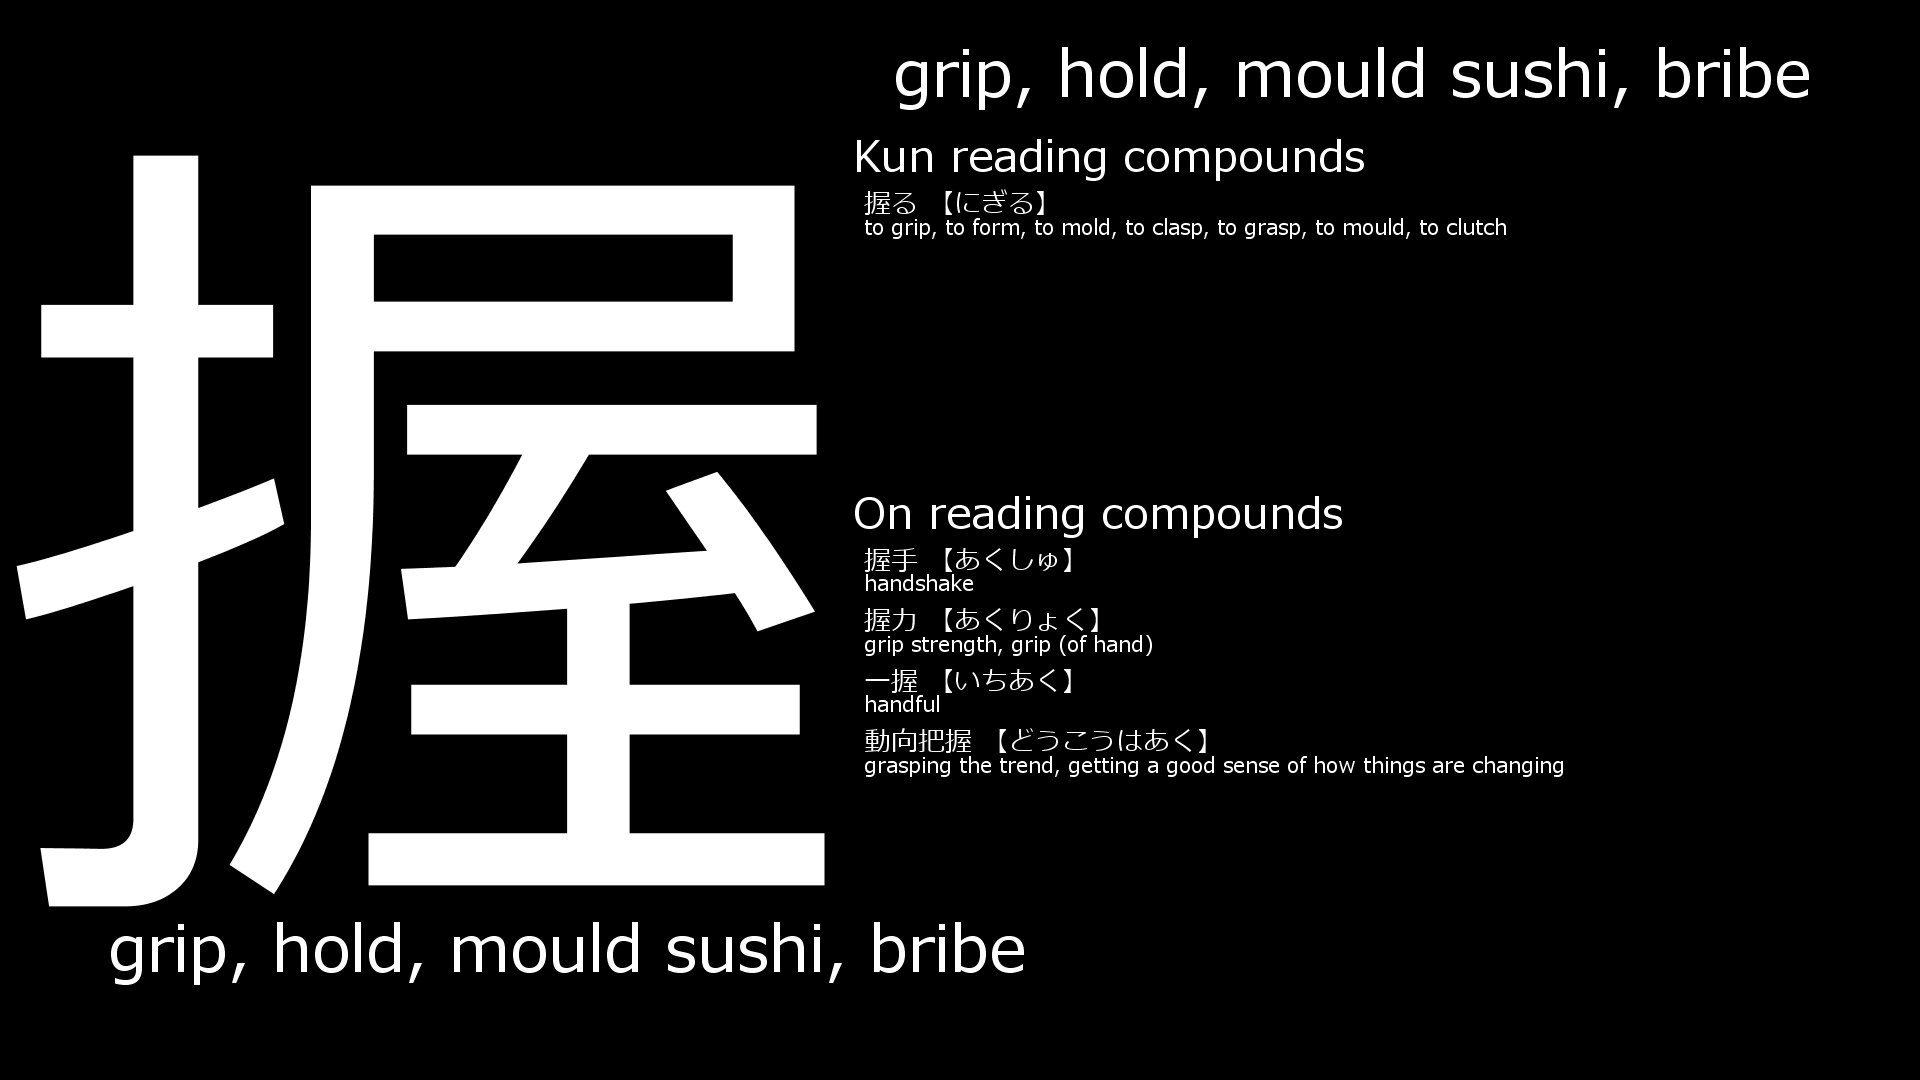 握
grip, hold, mould sushi, bribe
grip, hold, mould sushi, bribe
Kun reading compounds
握る 【にぎる】
to grip, to form, to mold, to clasp, to grasp, to mould, to clutch
On reading compounds
握手 【あくしゅ】
handshake
握力 【あくりょく】
grip strength, grip (of hand)
一握 【いちあく】
handful
動向把握 【どうこうはあく】
grasping the trend, getting a good sense of how things are changing